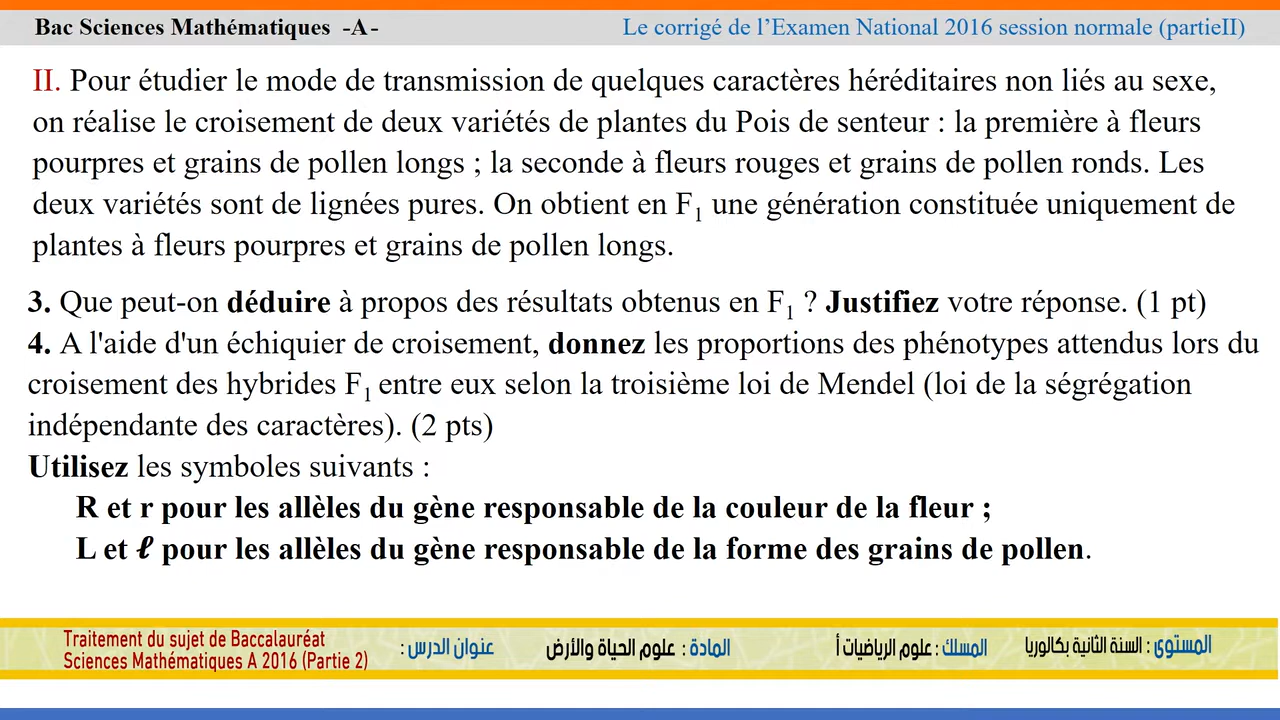 Bac Sciences Mathématiques -A-
Le corrigé de l’Examen National 2016 session normale (partieII)
II. Pour étudier le mode de transmission de quelques caractères héréditaires non liés au sexe,
on réalise le croisement de deux variétés de plantes du Pois de senteur : la première à fleurs
pourpres et grains de pollen longs ; la seconde à fleurs rouges et grains de pollen ronds. Les
deux variétés sont de lignées pures. On obtient en F₁ une génération constituée uniquement de
plantes à fleurs pourpres et grains de pollen longs.
3. Que peut-on déduire à propos des résultats obtenus en F₁ ? Justifiez votre réponse. (1 pt)
4. A l'aide d'un échiquier de croisement, donnez les proportions des phénotypes attendus lors du
croisement des hybrides F₁ entre eux selon la troisième loi de Mendel (loi de la ségrégation
indépendante des caractères). (2 pts)
Utilisez les symboles suivants :
R et r pour les allèles du gène responsable de la couleur de la fleur ;
L et ℓ pour les allèles du gène responsable de la forme des grains de pollen.
المستوى : السنة الثانية بكالوريا
المسلك : علوم الرياضيات أ
المادة : علوم الحياة والأرض
عنوان الدرس :
Traitement du sujet de Baccalauréat
Sciences Mathématiques A 2016 (Partie 2)